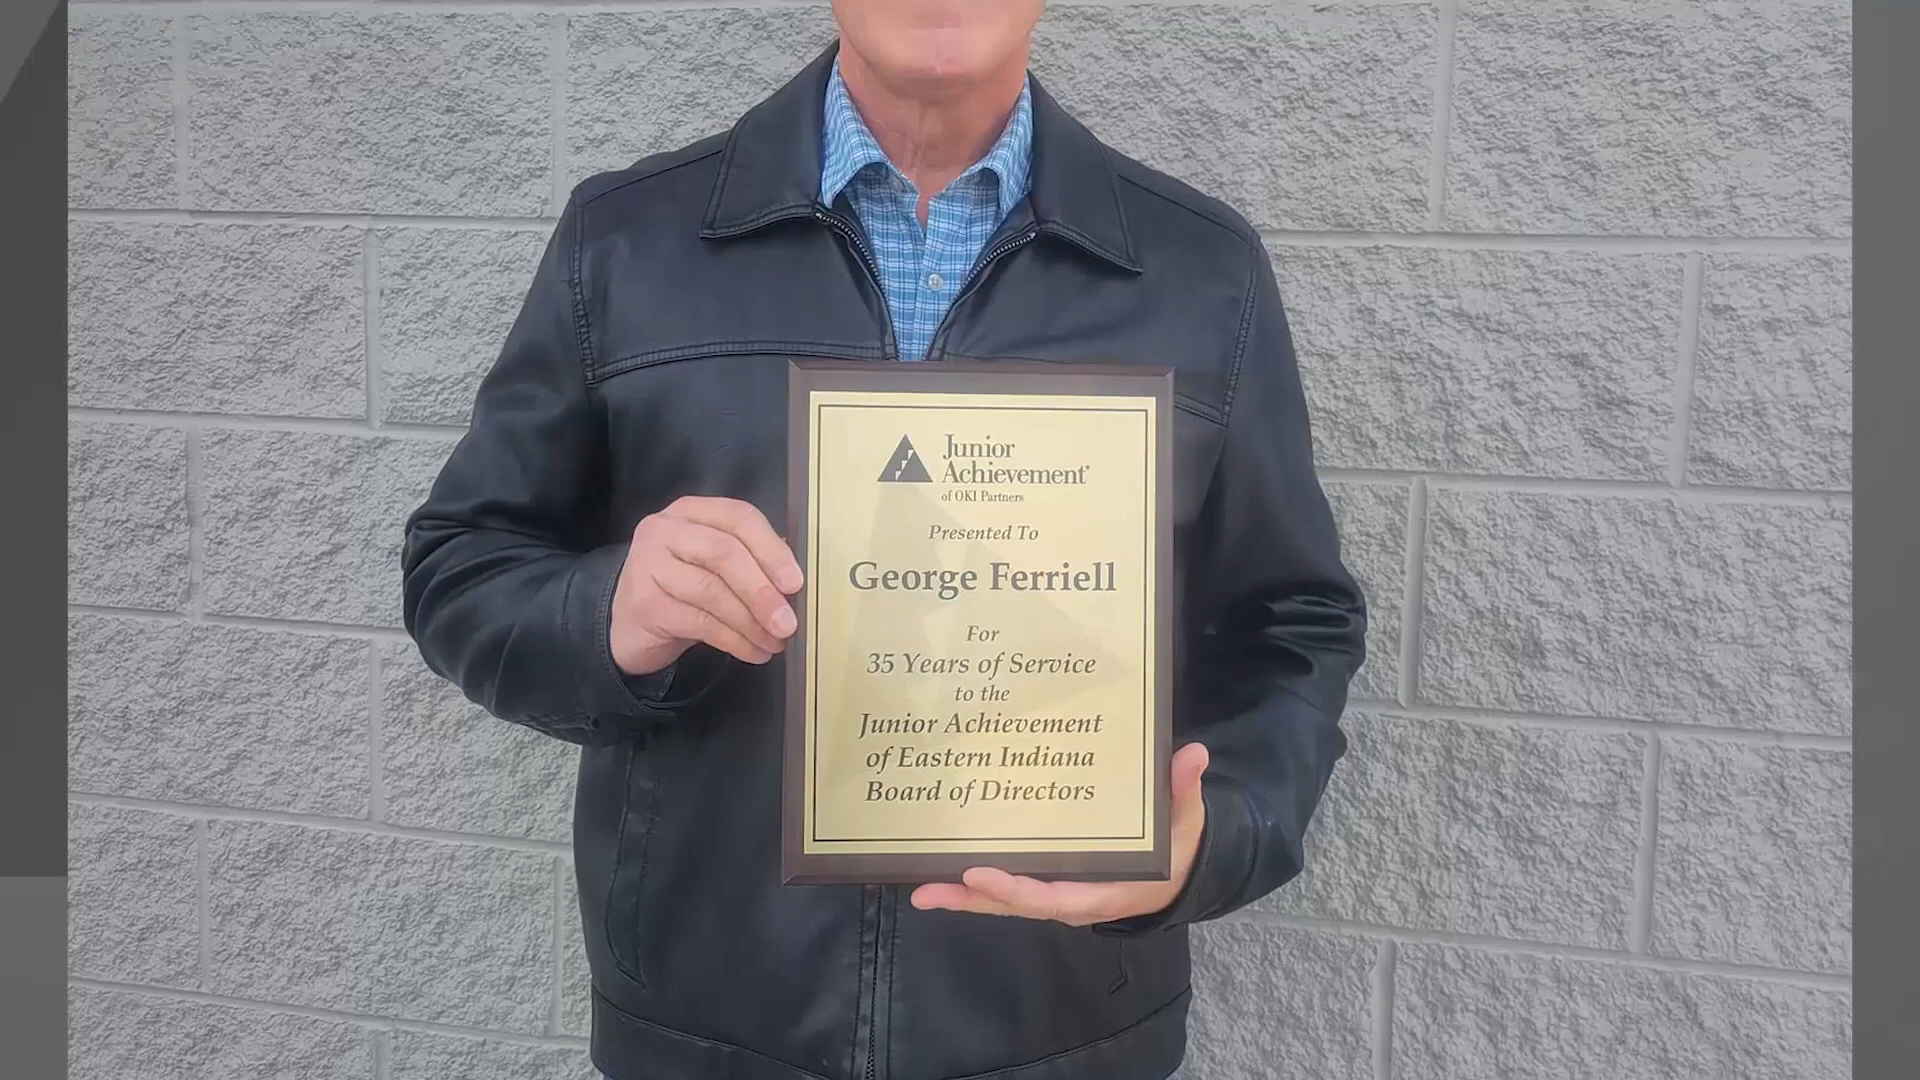 Junior
Achievement®
of OKI Partners
Presented To
George Ferriell
For
35 Years of Service
to the
Junior Achievement
of Eastern Indiana
Board of Directors